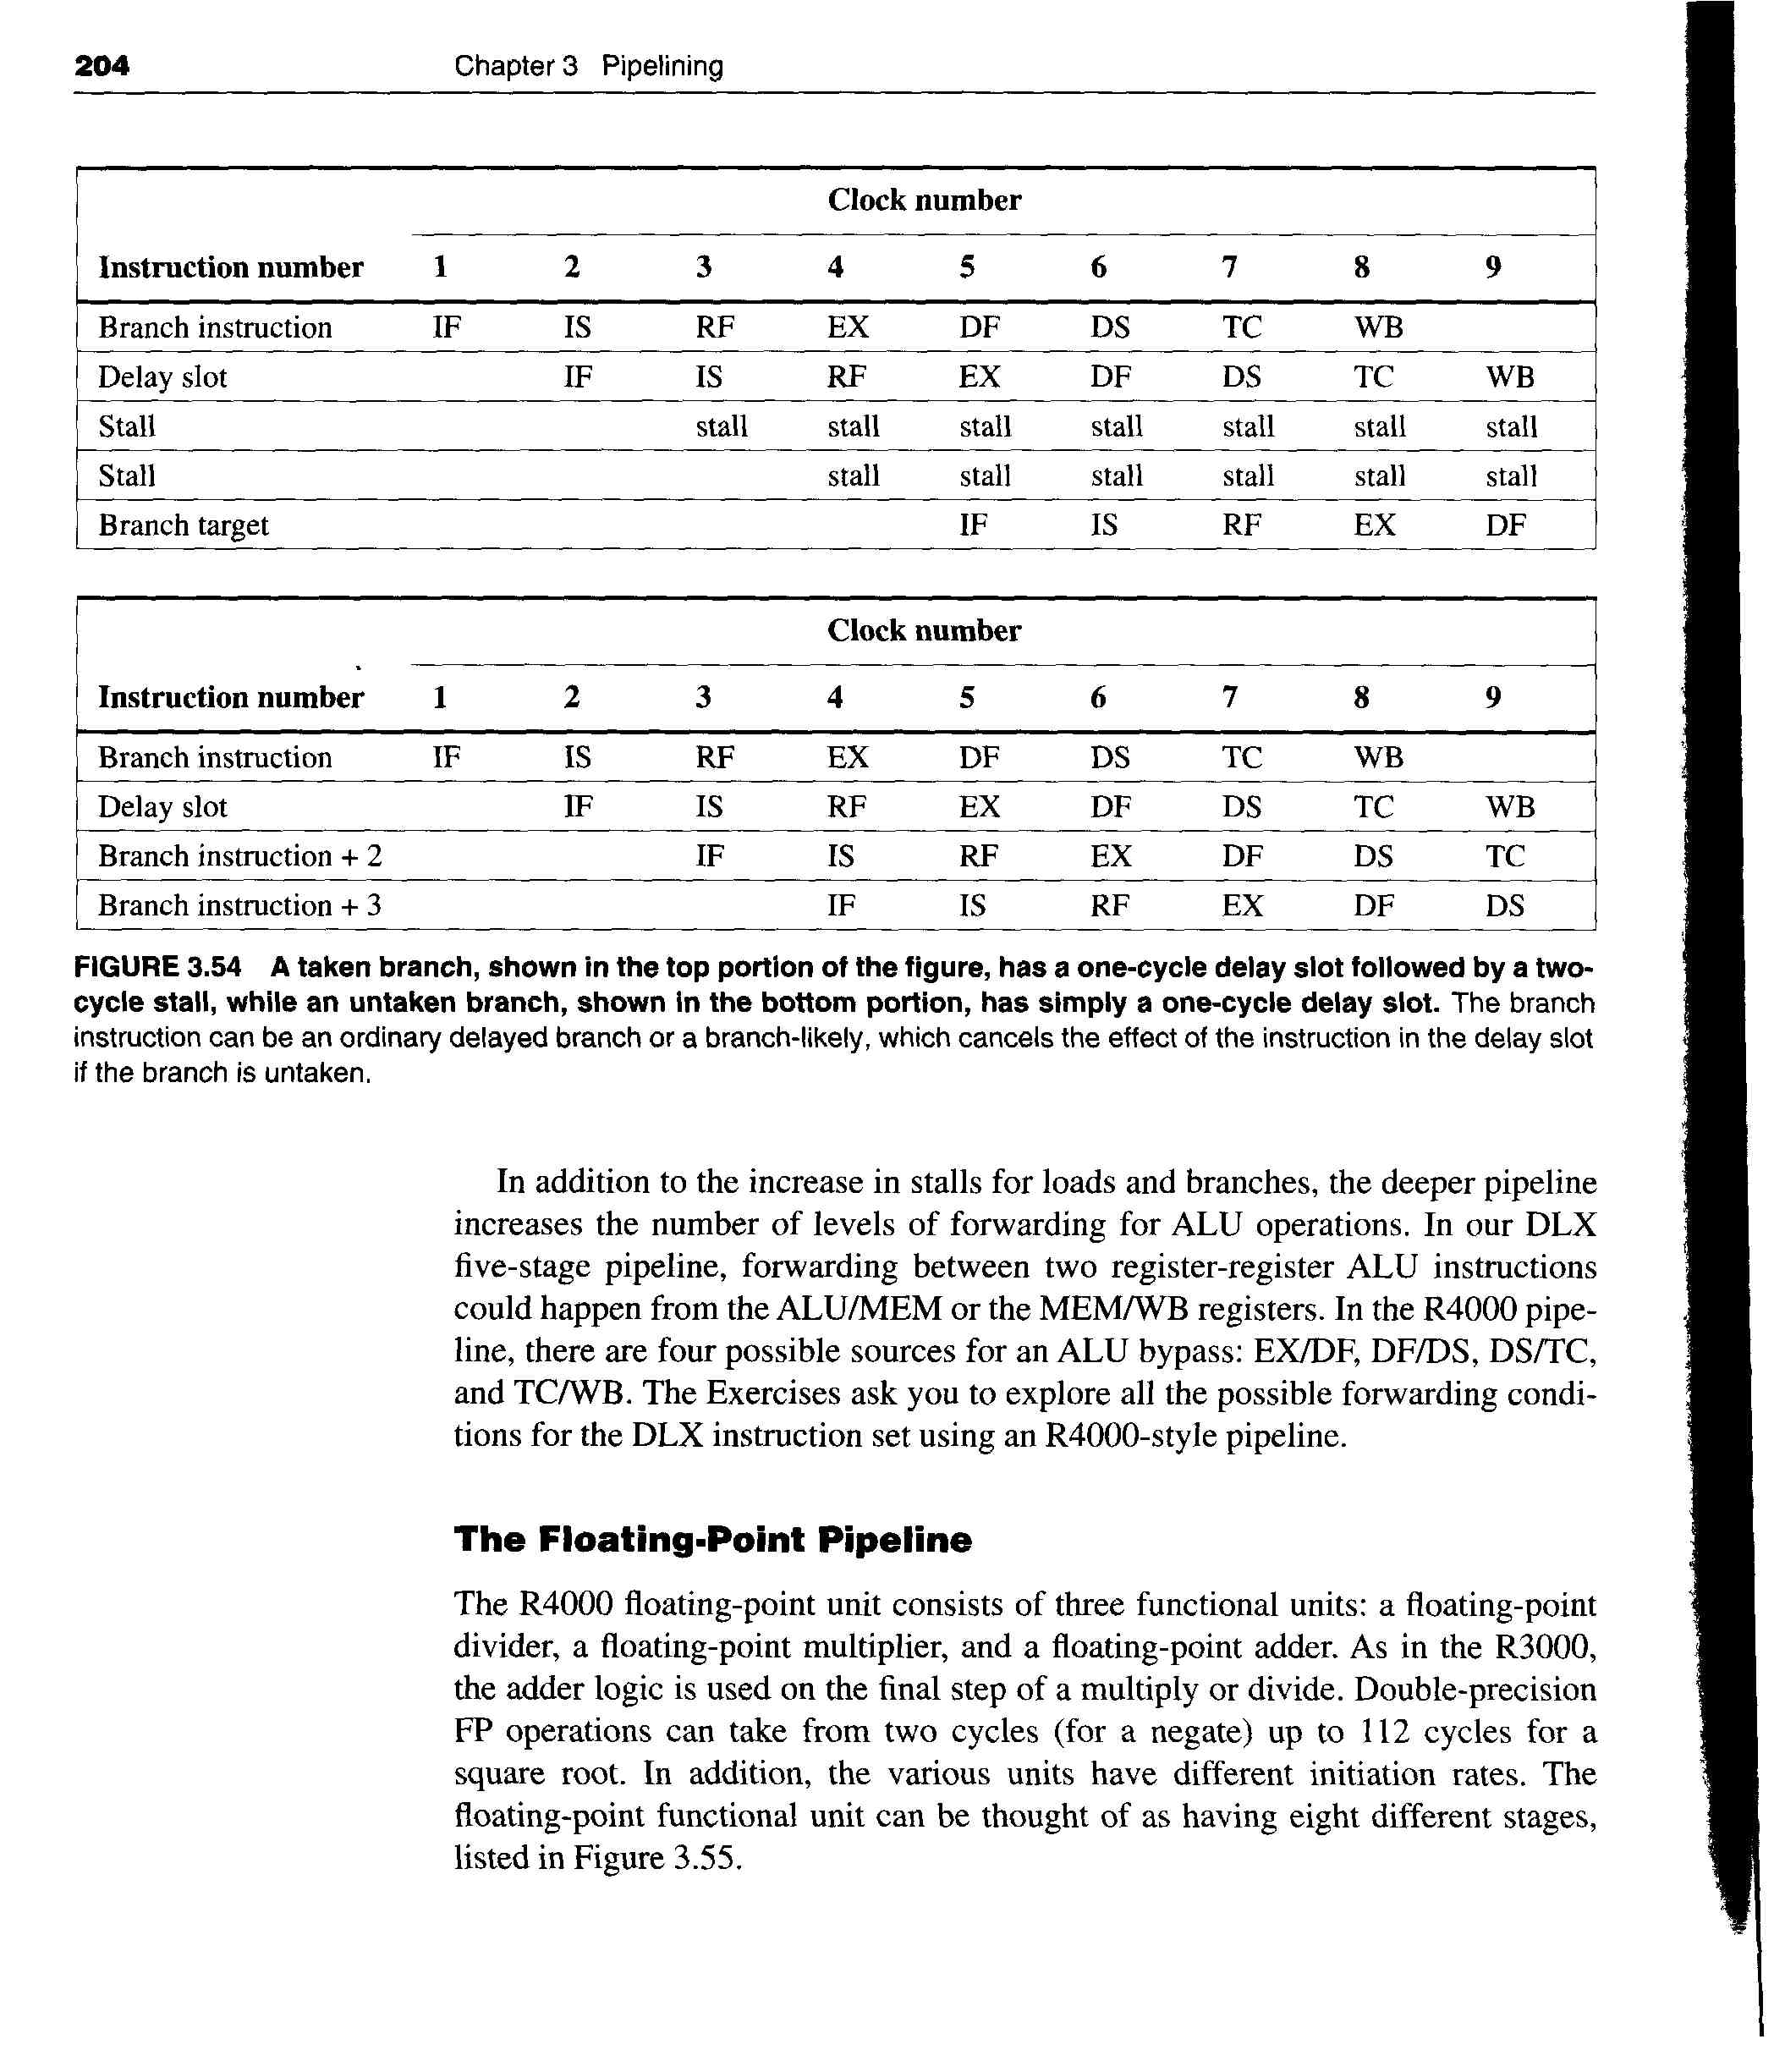 204 Chapter 3 Pipelining
Clock number
Instruction number 1 2 3 4 5 6 7 8 9
Branch instruction IF IS RF EX DF DS TC WB
Delay slot IF IS RF EX DF DS TC WB
Stall stall stall stall stall stall stall stall
Stall stall stall stall stall stall stall
Branch target IF IS RF EX DF
Clock number
Instruction number 1 2 3 4 5 6 7 8 9
Branch instruction IF IS RF EX DF DS TC WB
Delay slot IF IS RF EX DF DS TC WB
Branch instruction + 2 IF IS RF EX DF DS TC
Branch instruction + 3 IF IS RF EX DF DS
FIGURE 3.54 A taken branch, shown in the top portion of the figure, has a one-cycle delay slot followed by a two-
cycle stall, while an untaken branch, shown in the bottom portion, has simply a one-cycle delay slot. The branch
instruction can be an ordinary delayed branch or a branch-likely, which cancels the effect of the instruction in the delay slot
if the branch is untaken.
In addition to the increase in stalls for loads and branches, the deeper pipeline
increases the number of levels of forwarding for ALU operations. In our DLX
five-stage pipeline, forwarding between two register-register ALU instructions
could happen from the ALU/MEM or the MEM/WB registers. In the R4000 pipe-
line, there are four possible sources for an ALU bypass: EX/DF, DF/DS, DS/TC,
and TC/WB. The Exercises ask you to explore all the possible forwarding condi-
tions for the DLX instruction set using an R4000-style pipeline.
The Floating-Point Pipeline
The R4000 floating-point unit consists of three functional units: a floating-point
divider, a floating-point multiplier, and a floating-point adder. As in the R3000,
the adder logic is used on the final step of a multiply or divide. Double-precision
FP operations can take from two cycles (for a negate) up to 112 cycles for a
square root. In addition, the various units have different initiation rates. The
floating-point functional unit can be thought of as having eight different stages,
listed in Figure 3.55.